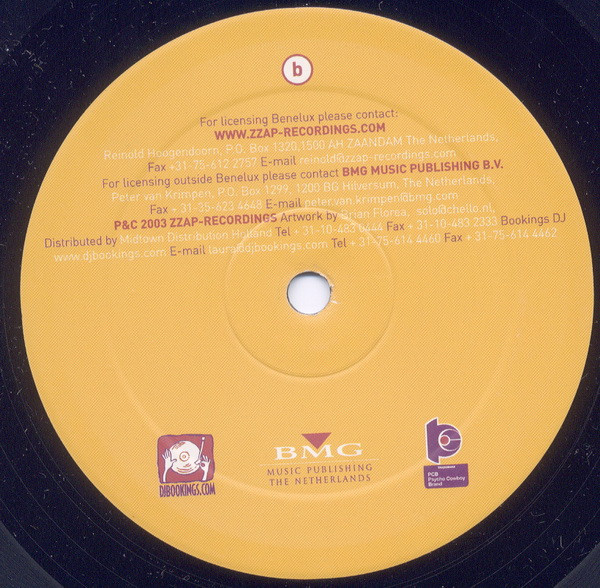 b
For licensing Benelux please contact:
WWW.ZZAP-RECORDINGS.COM
Reinold Hoogendoorn, P.O. Box 1320,1500 AH ZAANDAM The Netherlands,
Fax +31-75-612 2757 E-mail reinold@zzap-recordings.com
For licensing outside Benelux please contact BMG MUSIC PUBLISHING B.V.
Peter van Krimpen, P.O. Box 1299, 1200 BG Hilversum, The Netherlands,
Fax + 31-35-623 4648 E-mail peter.van.krimpen@bmg.com
P&C 2003 ZZAP-RECORDINGS Artwork by Brian Florsa, solo@chello.nl,
Distributed by Midtown Distribution Holland Tel +31-10-483 0444 Fax +31-10-483 2333 Bookings DJ
www.djbookings.com E-mail laura@djbookings.com Tel +31-75-614 4460 Fax +31-75-614 4462
DJBOOKINGS.COM
BMG
MUSIC PUBLISHING
THE NETHERLANDS
PCB
Psycho Cowboy
Brand